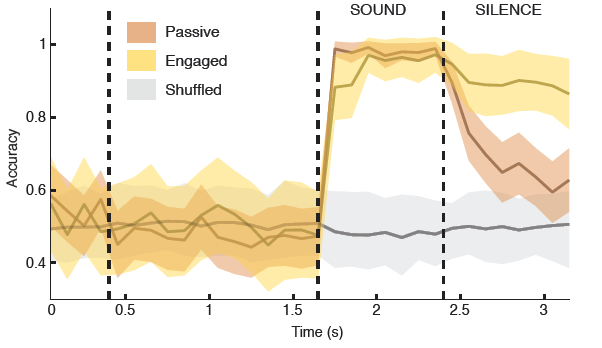 SOUND SILENCE
Passive
Engaged
Shuffled
Accuracy
1
0.8
0.6
0.4
0 0.5 1 1.5 2 2.5 3
Time (s)